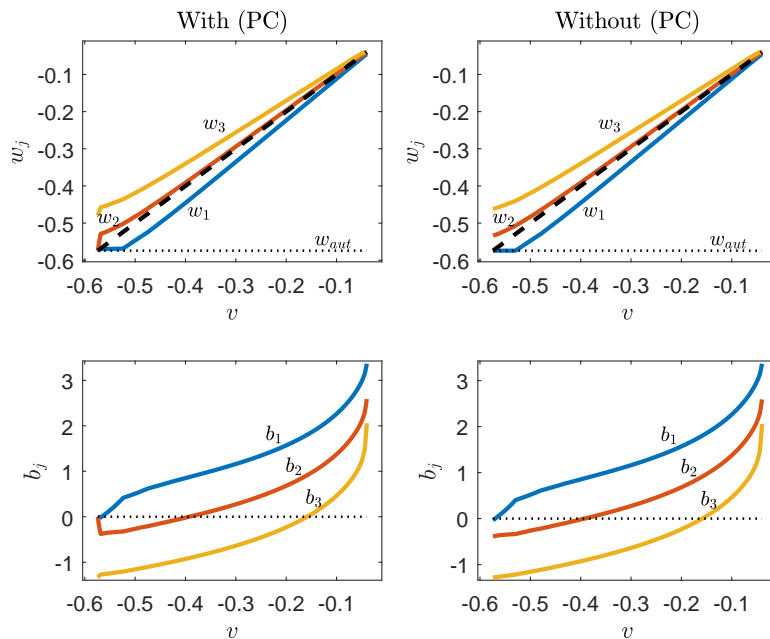 With (PC)
Without (PC)
-0.1
-0.2
-0.3
-0.4
-0.5
-0.6
w_j
w_3
w_2
w_1
w_aut
-0.6 -0.5 -0.4 -0.3 -0.2 -0.1
v
-0.1
-0.2
-0.3
-0.4
-0.5
-0.6
w_j
w_3
w_2
w_1
w_aut
-0.6 -0.5 -0.4 -0.3 -0.2 -0.1
v
3
2
1
0
-1
b_j
b_1
b_2
b_3
-0.6 -0.5 -0.4 -0.3 -0.2 -0.1
v
3
2
1
0
-1
b_j
b_1
b_2
b_3
-0.6 -0.5 -0.4 -0.3 -0.2 -0.1
v